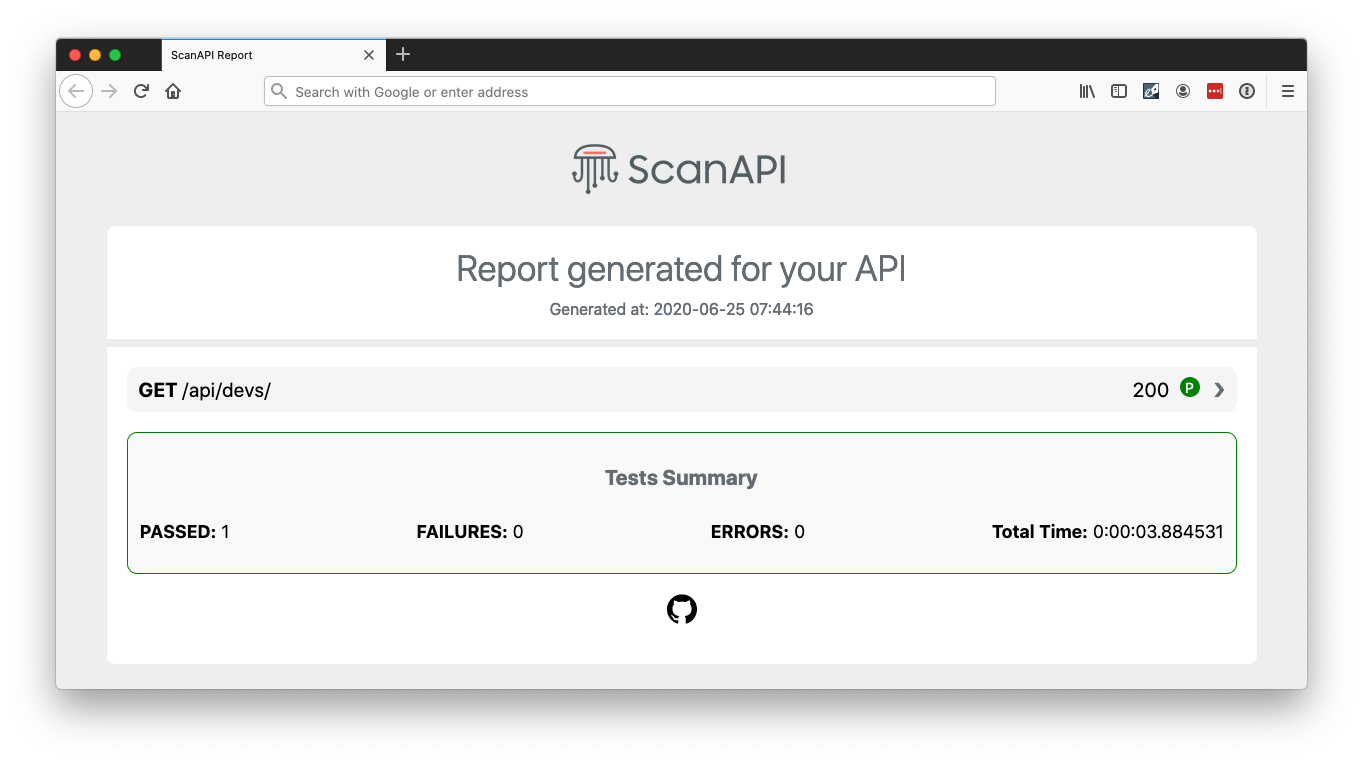 ScanAPI Report
Search with Google or enter address
ScanAPI
Report generated for your API
Generated at: 2020-06-25 07:44:16
GET /api/devs/ 200 P
Tests Summary
PASSED: 1 FAILURES: 0 ERRORS: 0 Total Time: 0:00:03.884531